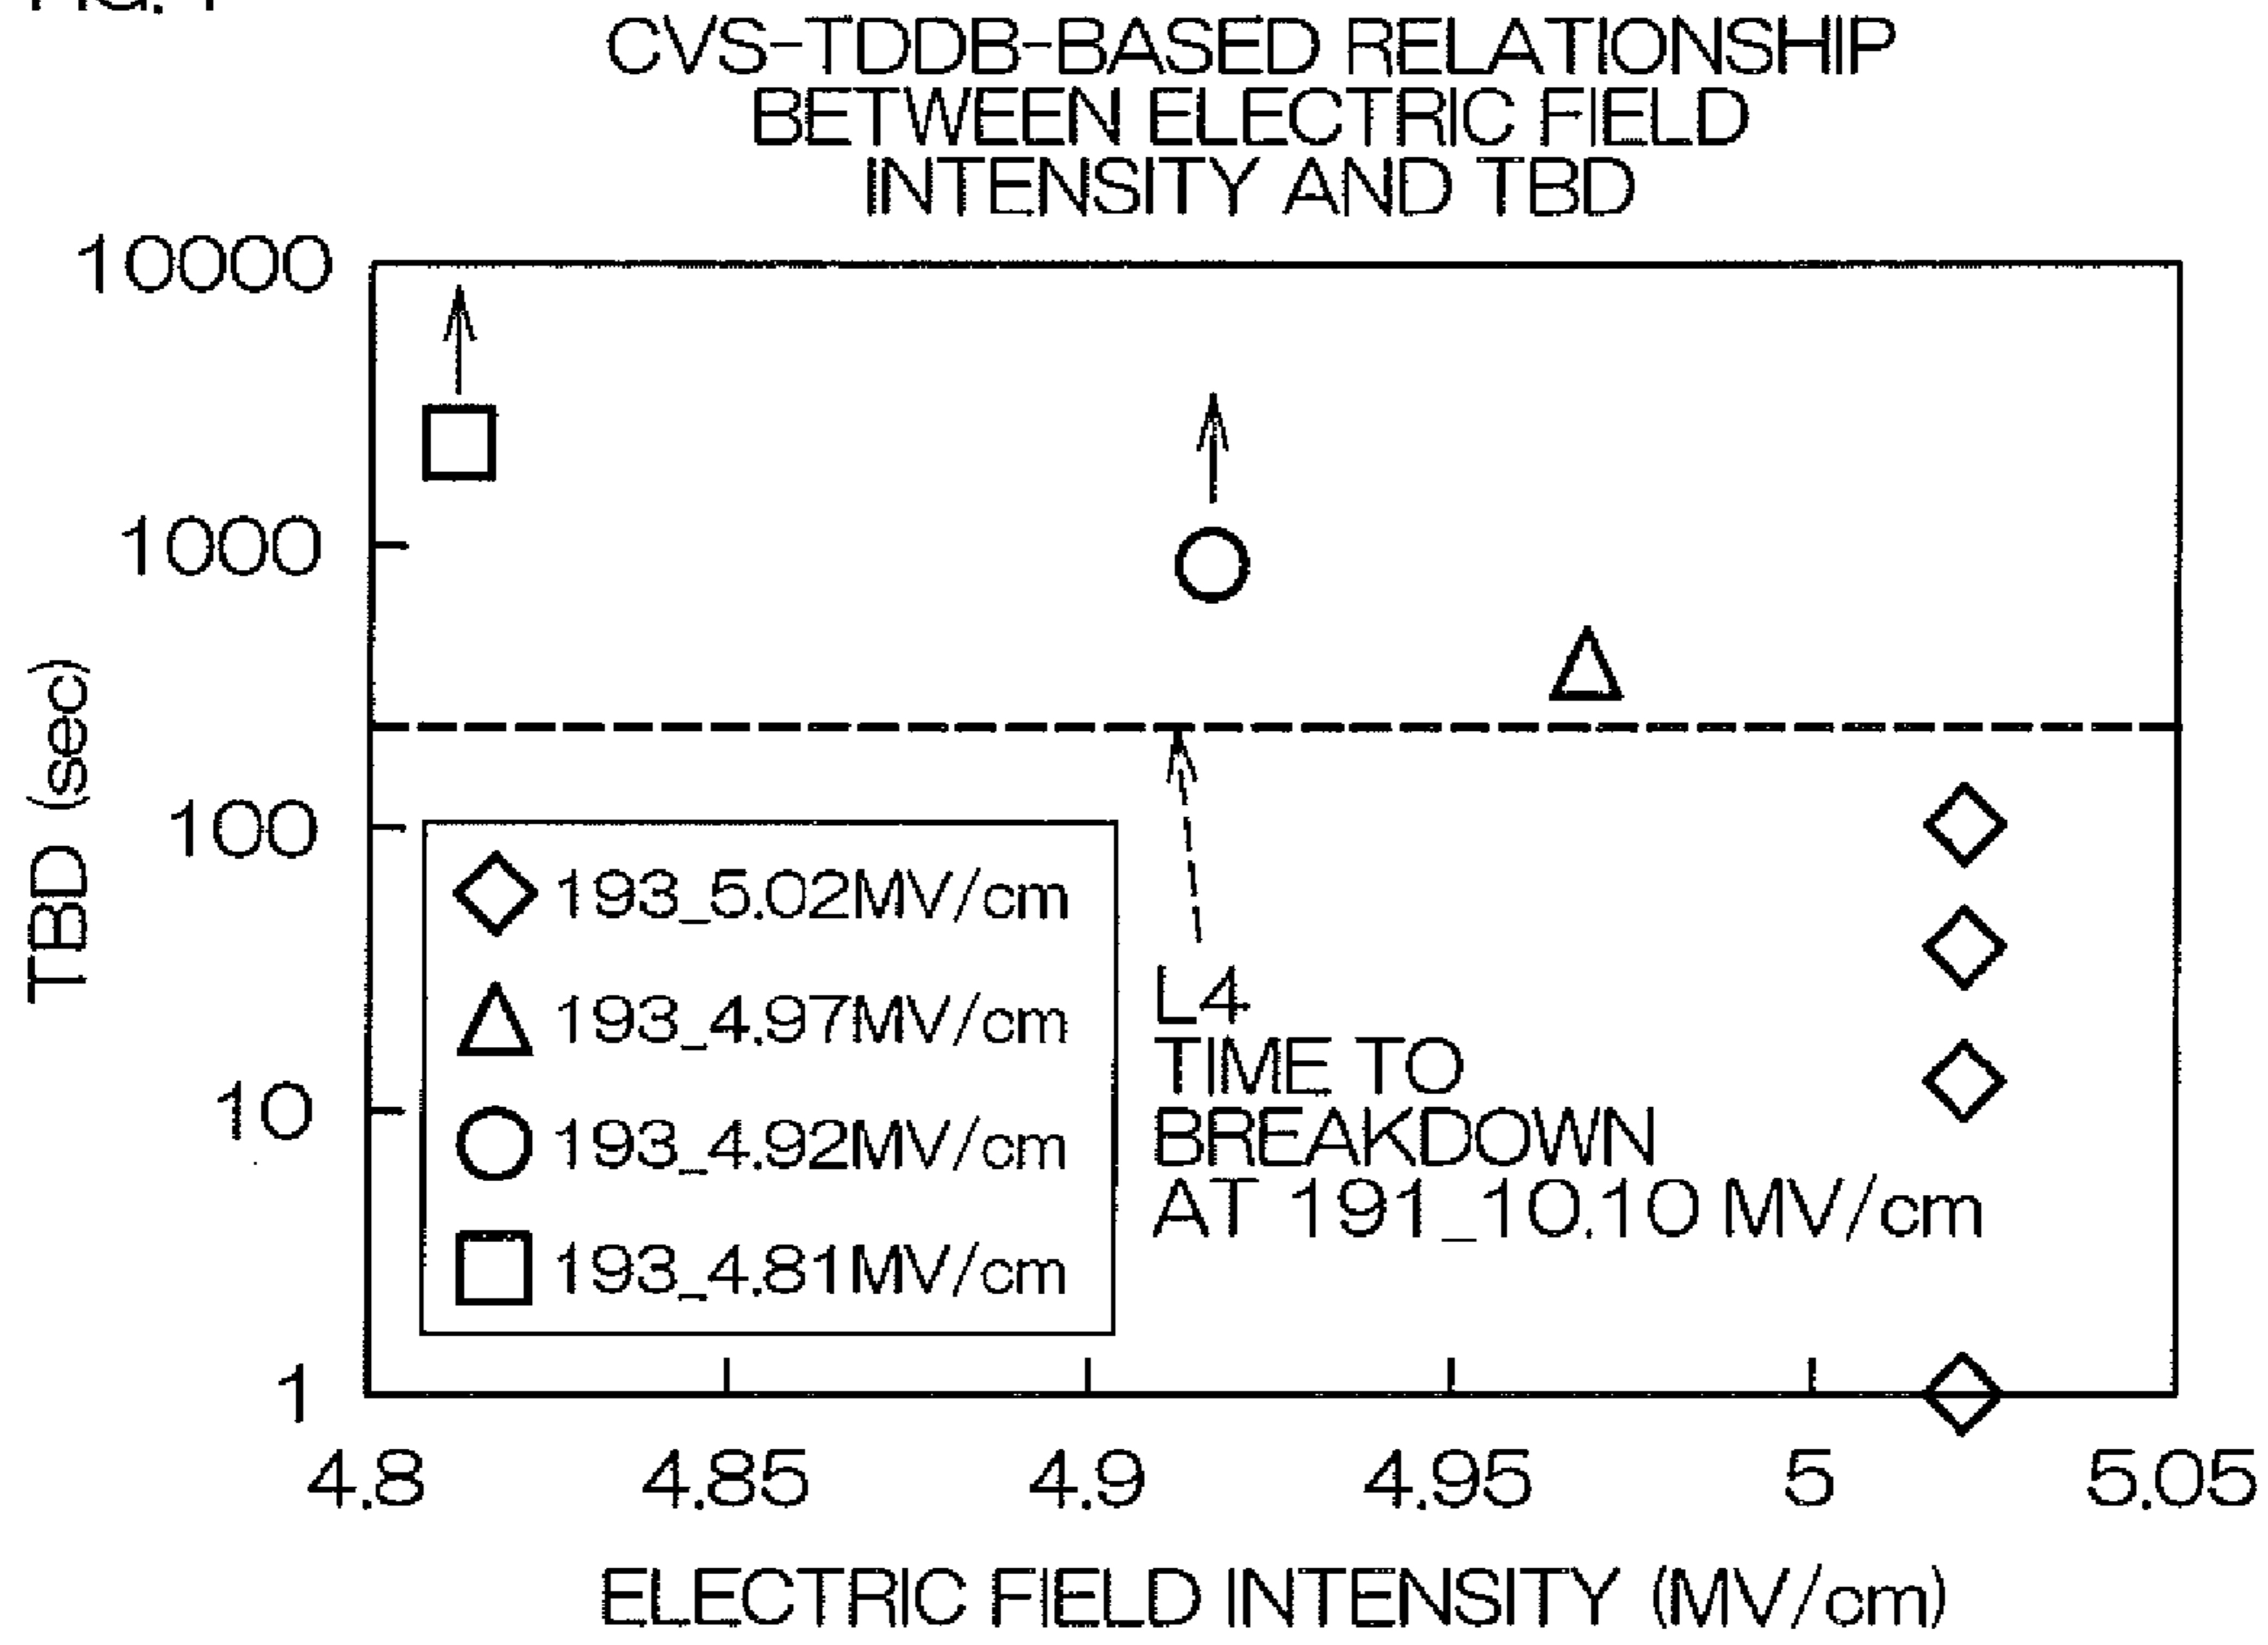 CVS-TDDB-BASED RELATIONSHIP
BETWEEN ELECTRIC FIELD
INTENSITY AND TBD
10000
1000
100
10
1
TBD (sec)
193_5.02MV/cm
193_4.97MV/cm
193_4.92MV/cm
193_4.81MV/cm
L4
TIME TO
BREAKDOWN
AT 191_10.10 MV/cm
4.8 4.85 4.9 4.95 5 5.05
ELECTRIC FIELD INTENSITY (MV/cm)